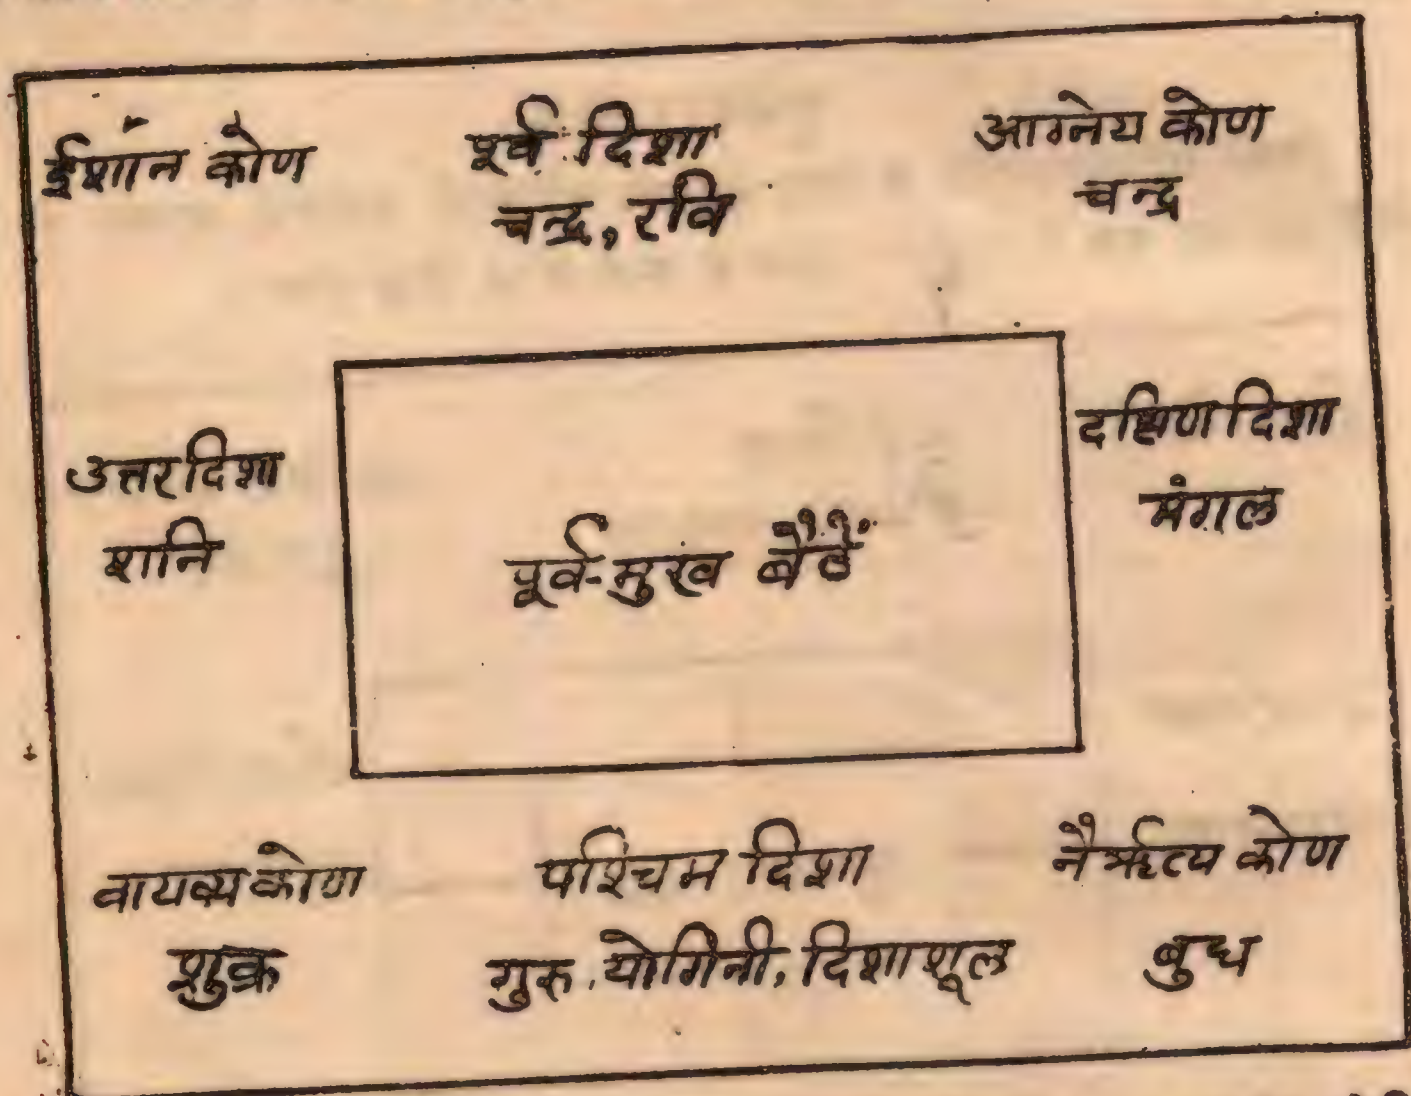 ईशान कोण
पूर्व दिशा
चन्द्र, रवि
आग्नेय कोण
चन्द्र
उत्तर दिशा
शनि
पूर्व-मुख बैठें
दक्षिण दिशा
मंगल
वायव्य कोण
शुक्र
पश्चिम दिशा
गुरु, योगिनी, दिशाशूल
नैर्ऋत्य कोण
बुध